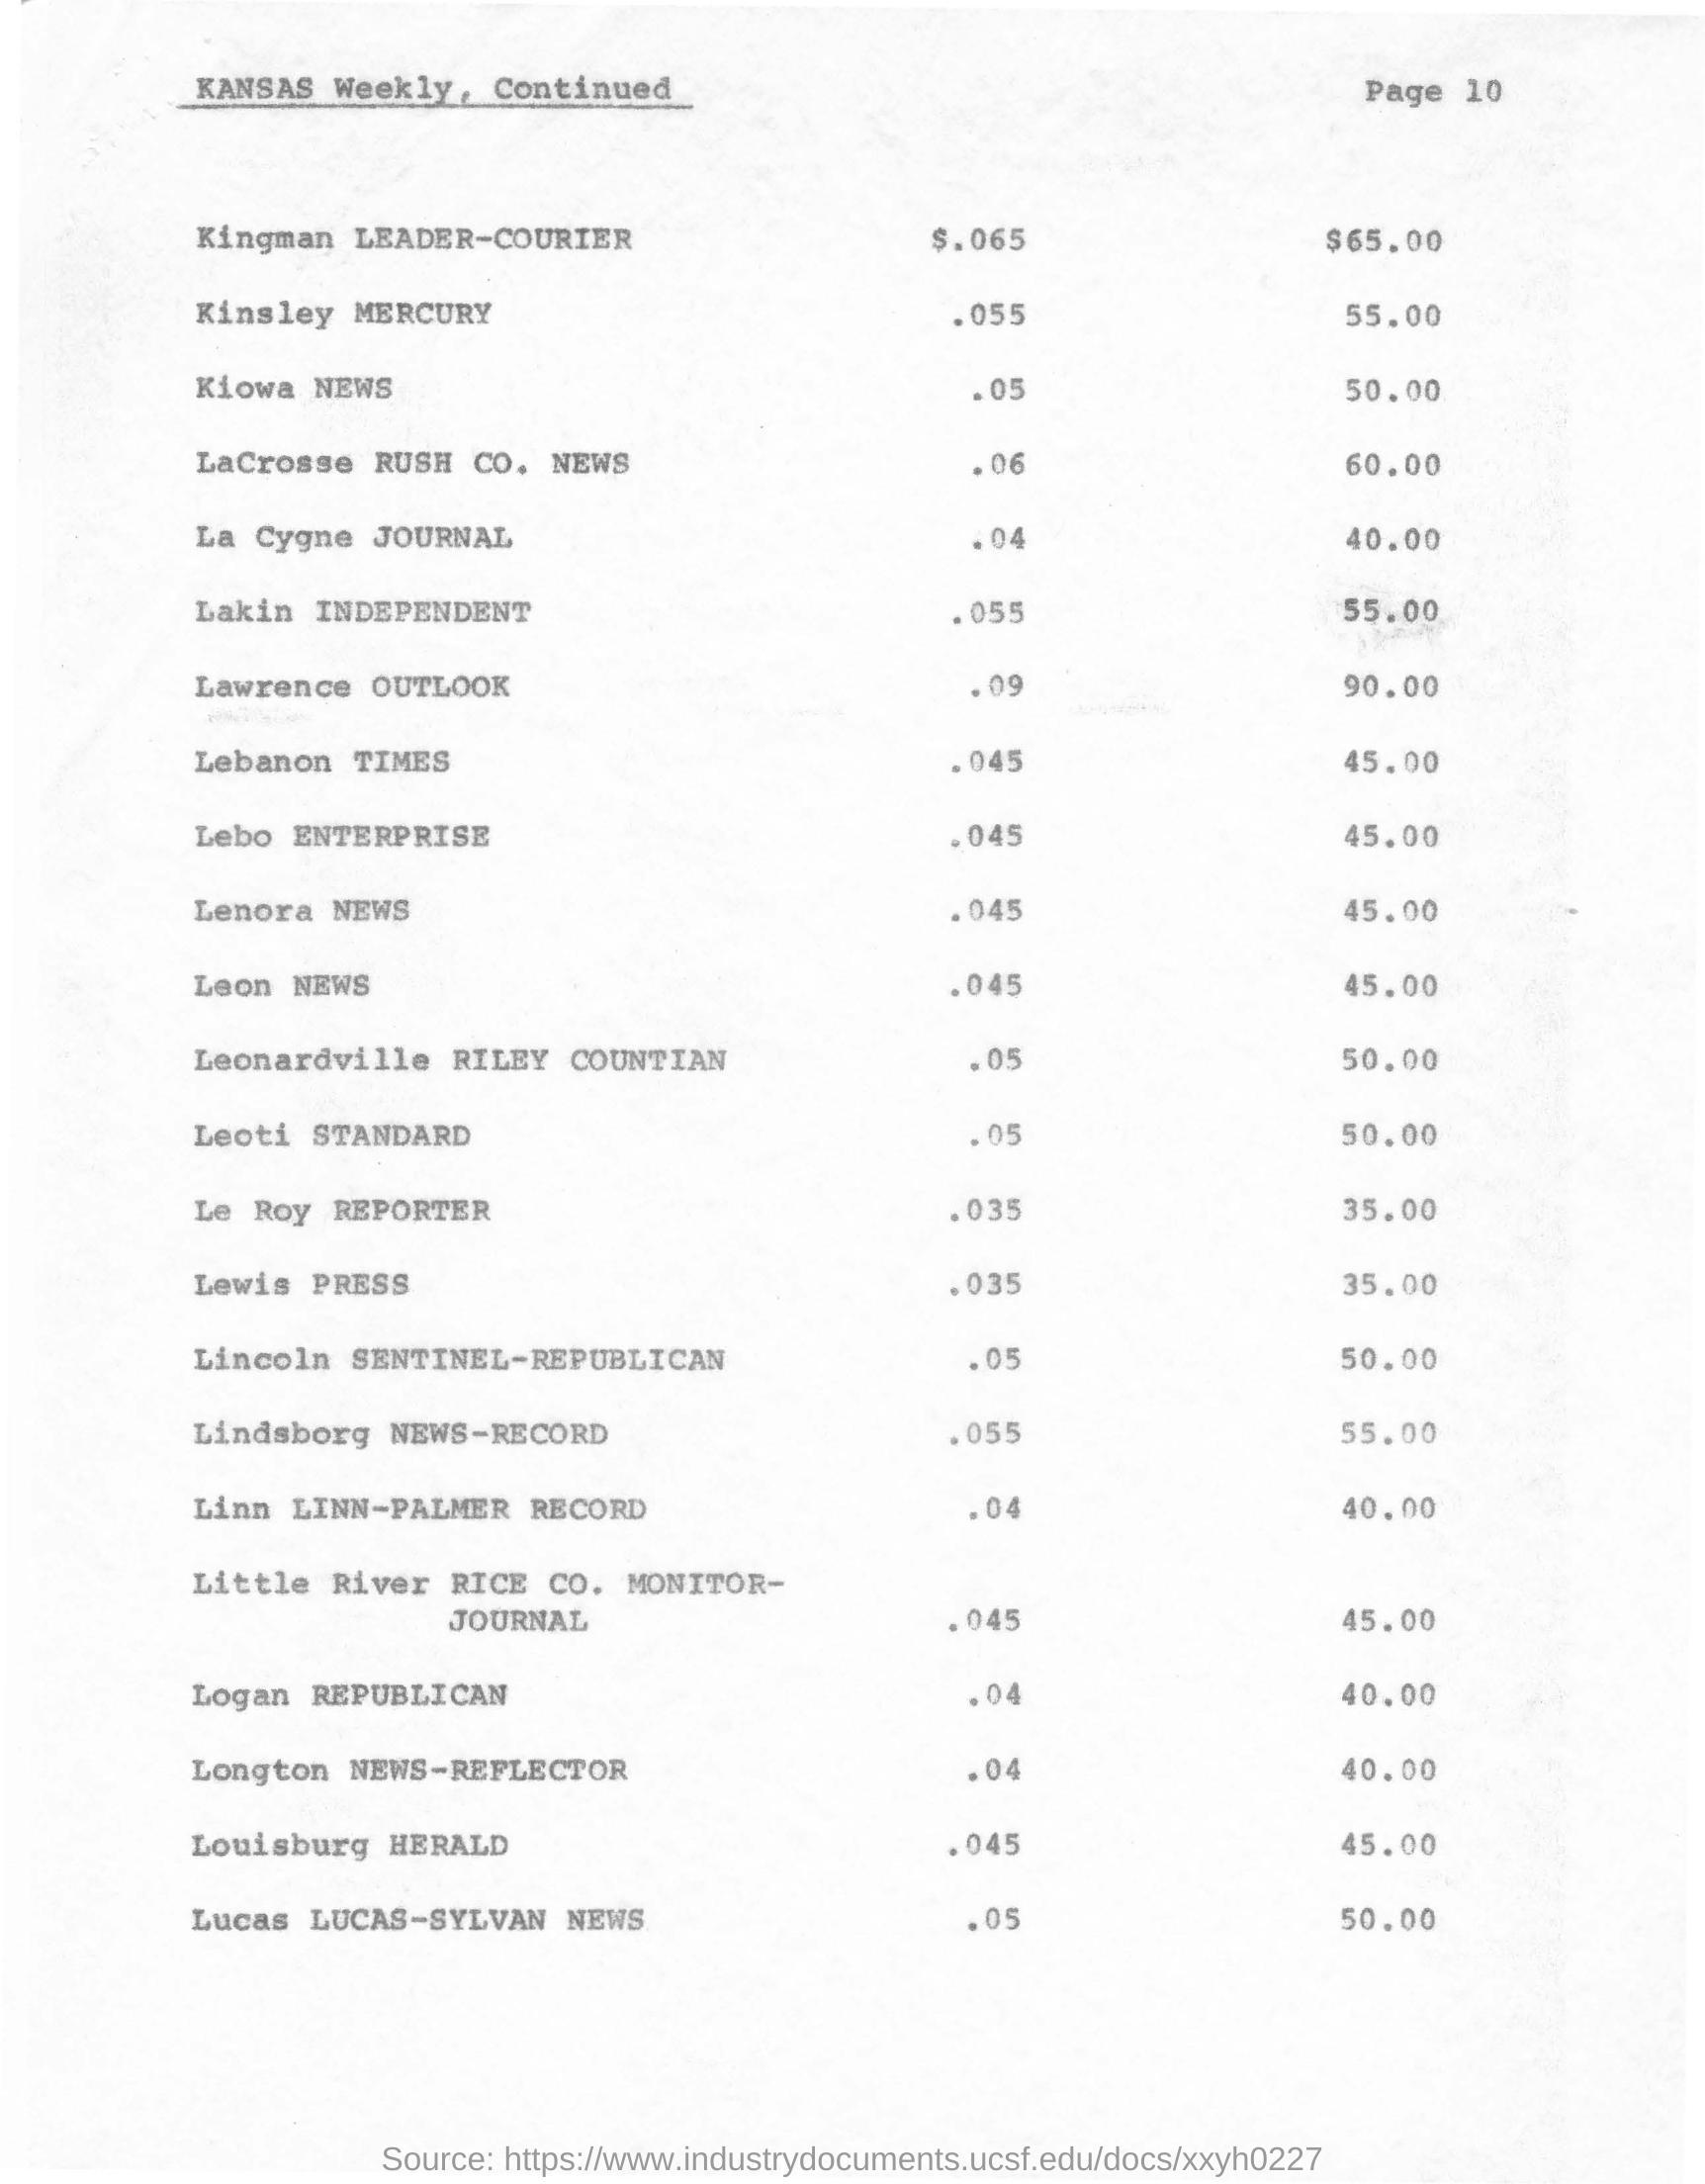 KANSAS Weekly, Continued Page 10
Kingman LEADER-COURIER $.065 $65.00
Kinsley MERCURY .055 55.00
Kiowa NEWS .05 50.00
LaCrosse RUSH CO. NEWS .06 60.00
La Cygne JOURNAL .04 40.00
Lakin INDEPENDENT .055 55.00
Lawrence OUTLOOK .09 90.00
Lebanon TIMES .045 45.00
Lebo ENTERPRISE .045 45.00
Lenora NEWS .045 45.00
Leon NEWS .045 45.00
Leonardville RILEY COUNTIAN .05 50.00
Leoti STANDARD .05 50.00
Le Roy REPORTER .035 35.00
Lewis PRESS .035 35.00
Lincoln SENTINEL-REPUBLICAN .05 50.00
Lindsborg NEWS-RECORD .055 55.00
Linn LINN-PALMER RECORD .04 40.00
Little River RICE CO. MONITOR-
JOURNAL .045 45.00
Logan REPUBLICAN .04 40.00
Longton NEWS-REFLECTOR .04 40.00
Louisburg HERALD .045 45.00
Lucas LUCAS-SYLVAN NEWS .05 50.00
Source: https://www.industrydocuments.ucsf.edu/docs/xxyh0227